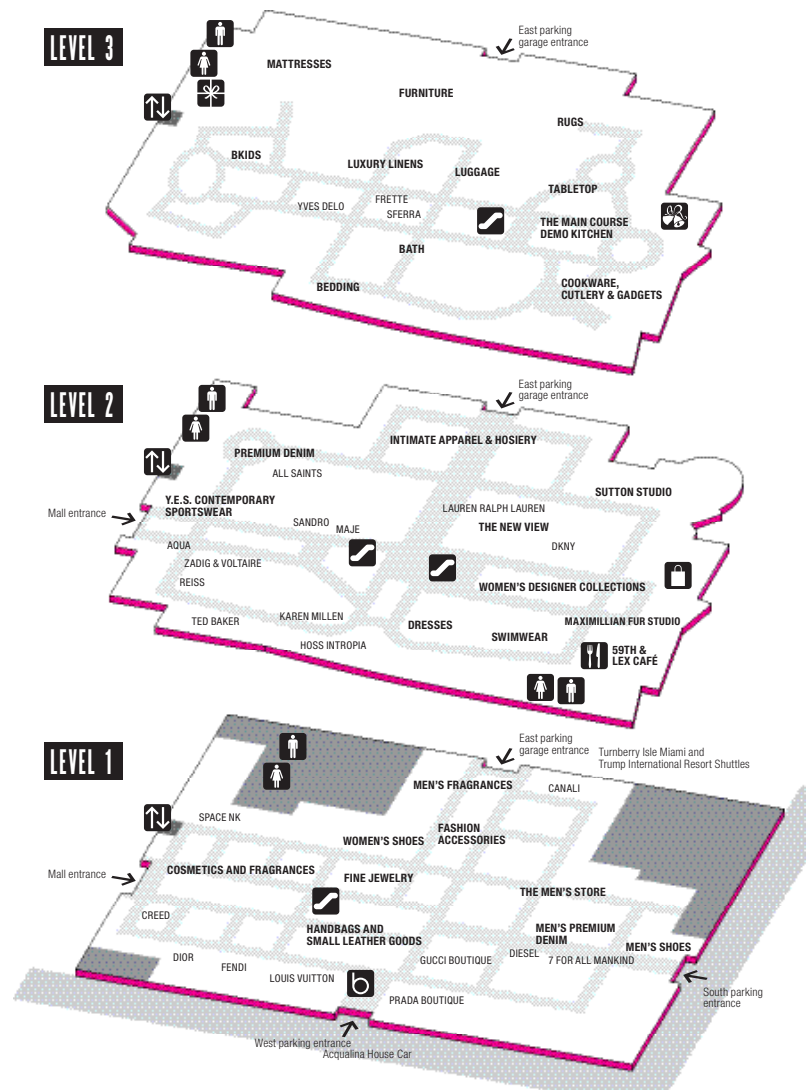 LEVEL 3
East parking
garage entrance
MATTRESSES
FURNITURE
RUGS
BKIDS
LUXURY LINENS
LUGGAGE
TABLETOP
YVES DELO
FRETTE
SFERRA
THE MAIN COURSE
DEMO KITCHEN
BATH
BEDDING
COOKWARE,
CUTLERY & GADGETS
LEVEL 2
East parking
garage entrance
INTIMATE APPAREL & HOSIERY
PREMIUM DENIM
ALL SAINTS
SUTTON STUDIO
Y.E.S. CONTEMPORARY
SPORTSWEAR
Mall entrance
LAUREN RALPH LAUREN
SANDRO
MAJE
THE NEW VIEW
AQUA
DKNY
ZADIG & VOLTAIRE
REISS
WOMEN'S DESIGNER COLLECTIONS
TED BAKER
KAREN MILLEN
DRESSES
MAXIMILLIAN FUR STUDIO
SWIMWEAR
HOSS INTROPIA
59TH &
LEX CAFÉ
LEVEL 1
East parking
garage entrance
Turnberry Isle Miami and
Trump International Resort Shuttles
MEN'S FRAGRANCES
CANALI
SPACE NK
FASHION
ACCESSORIES
WOMEN'S SHOES
Mall entrance
COSMETICS AND FRAGRANCES
FINE JEWELRY
THE MEN'S STORE
CREED
HANDBAGS AND
SMALL LEATHER GOODS
MEN'S PREMIUM
DENIM
MEN'S SHOES
DIOR
FENDI
LOUIS VUITTON
GUCCI BOUTIQUE
DIESEL
7 FOR ALL MANKIND
b
PRADA BOUTIQUE
South parking
entrance
West parking entrance
Acqualina House Car